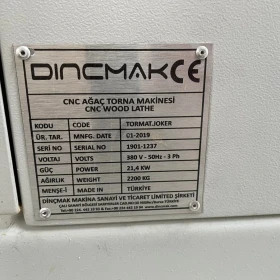 DINCMAK CE
CNC AĞAÇ TORNA MAKİNESİ
CNC WOOD LATHE
KODU CODE TORMAT.JOKER
ÜR. TAR. MNFG. DATE 01-2019
SERİ NO SERIAL NO 1901-1237
VOLTAJ VOLTS 380 V - 50Hz - 3 Ph
GÜÇ POWER 21,4 KW
AĞIRLIK WEIGHT 2200 KG
MENŞE-İ MADE IN TÜRKİYE
DİNÇMAK MAKİNA SANAYİ VE TİCARET LİMİTED ŞİRKETİ